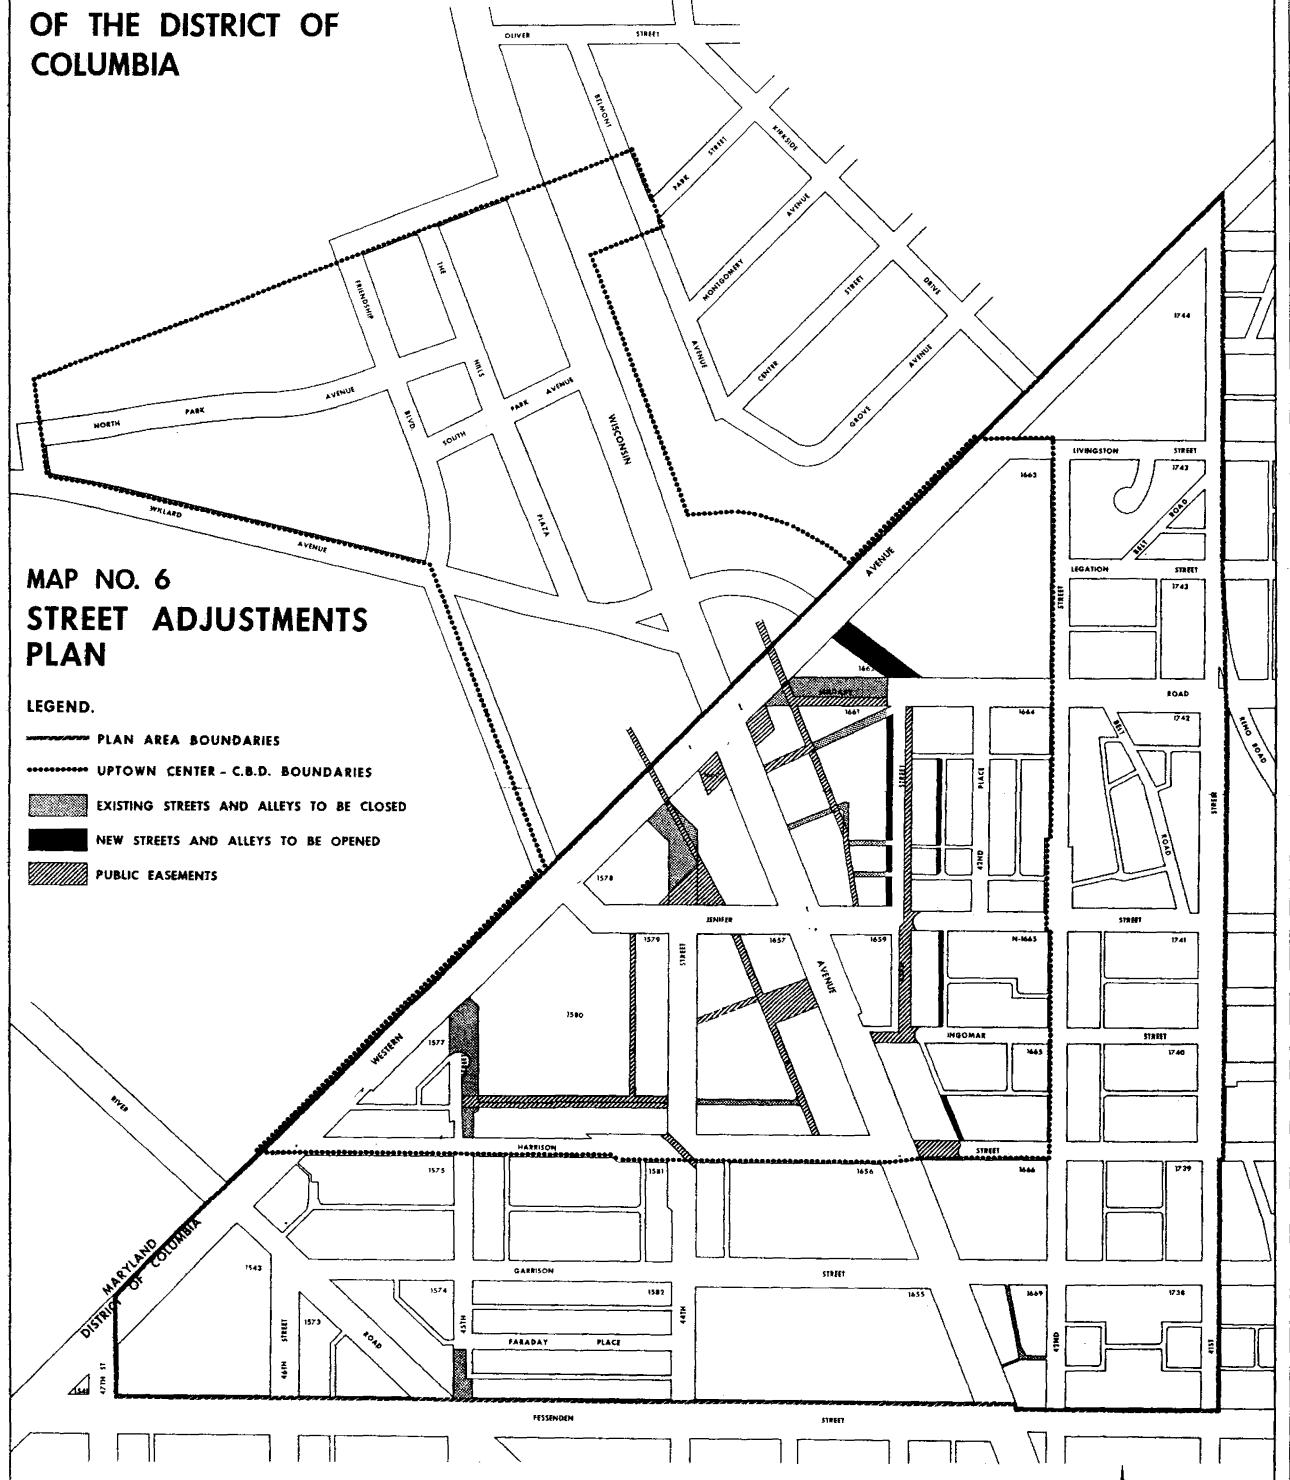 OF THE DISTRICT OF
COLUMBIA
OLIVER STREET
BELMONT
KIRKSIDE
PARK STREET
MONTGOMERY AVENUE
CENTER STREET
DRIVE
GROVE AVENUE
AVENUE
THE
HILLS
PLAZA
FRIENDSHIP
BLVD.
NORTH PARK AVENUE
SOUTH PARK AVENUE
WISCONSIN
WILLARD AVENUE
MAP NO. 6
STREET ADJUSTMENTS
PLAN
LEGEND.
PLAN AREA BOUNDARIES
UPTOWN CENTER - C.B.D. BOUNDARIES
EXISTING STREETS AND ALLEYS TO BE CLOSED
NEW STREETS AND ALLEYS TO BE OPENED
PUBLIC EASEMENTS
1744
LIVINGSTON STREET
1743
BELT ROAD
LEGATION STREET
1743
1663
AVENUE
STREET
1661
1664
ROAD
1742
BELT
ROAD
RENO ROAD
STREET
42ND PLACE
STREET
1578
JENIFER
STREET
1579
STREET
1657
1659
AVENUE
N-1665
1741
1580
INGOMAR
STREET
1665
1740
WESTERN
1577
RIVER
HARRISON
STREET
1575
1581
1656
1666
1739
MARYLAND
DISTRICT OF COLUMBIA
1543
GARRISON
STREET
1574
1582
1655
1669
1738
1573
46TH STREET
ROAD
45TH
44TH
FARADAY PLACE
42ND
41ST
47TH ST
FESSENDEN
STREET